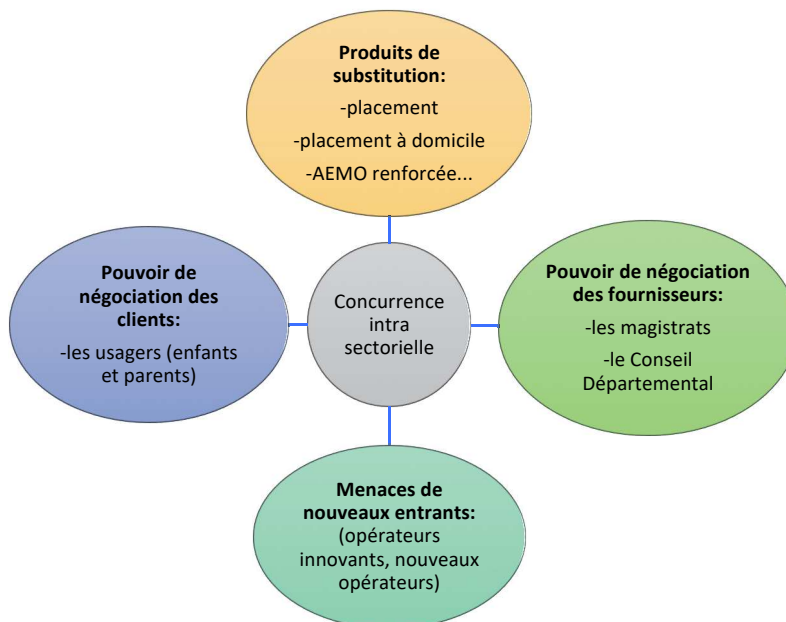 Produits de
substitution:
-placement
-placement à domicile
-AEMO renforcée...
Pouvoir de
négociation des
clients:
-les usagers (enfants
et parents)
Concurrence
intra
sectorielle
Pouvoir de négociation
des fournisseurs:
-les magistrats
-le Conseil
Départemental
Menaces de
nouveaux entrants:
(opérateurs
innovants, nouveaux
opérateurs)